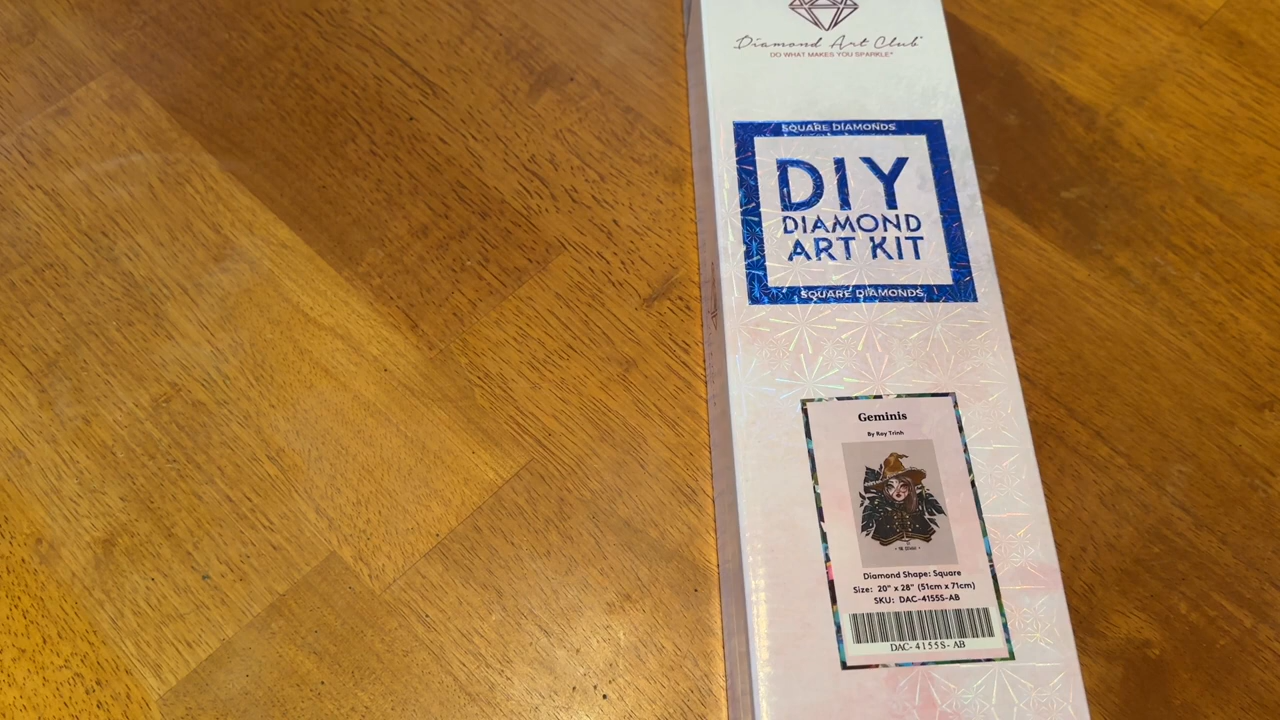 Diamond Art Club®
DO WHAT MAKES YOU SPARKLE®
SQUARE DIAMONDS
DIY
DIAMOND
ART KIT
SQUARE DIAMONDS
Geminis
By Ray Trinh
Diamond Shape: Square
Size: 20" x 28" (51cm x 71cm)
SKU: DAC-4155S-AB
DAC-4155S-AB